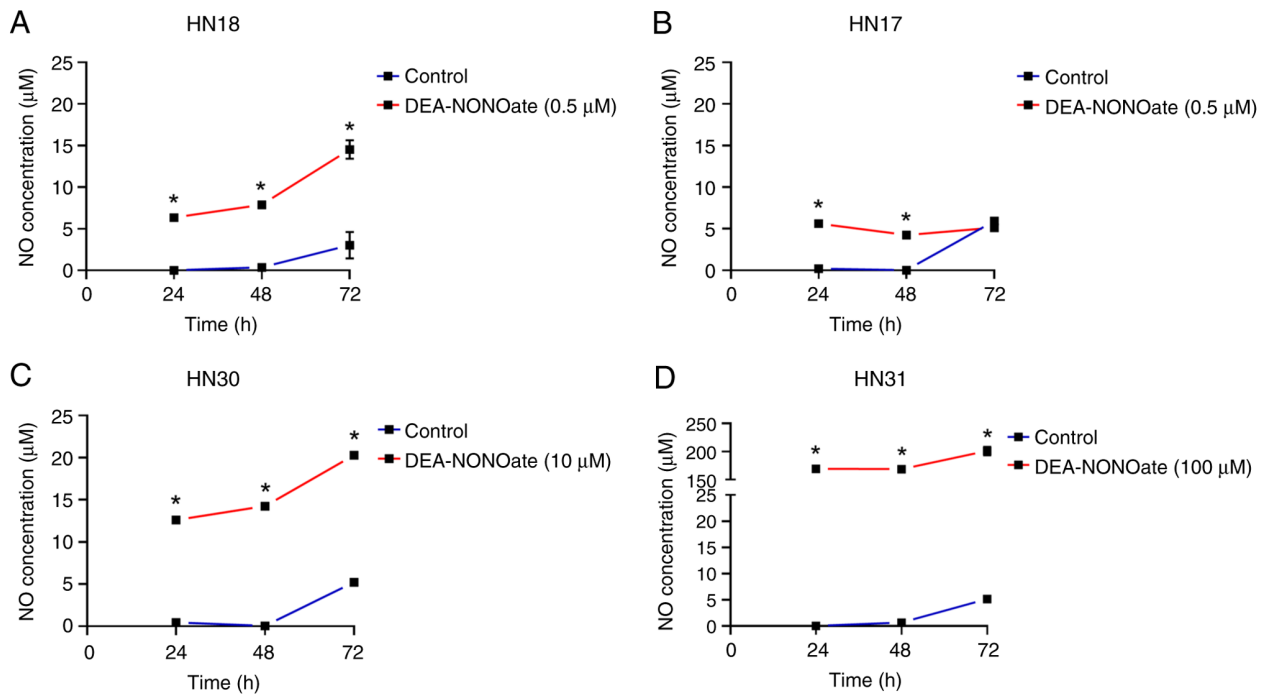 A
HN18
NO concentration (μM)
25
20
15
10
5
0
0
24
48
72
Time (h)
*
*
*
Control
DEA-NONOate (0.5 μM)
B
HN17
NO concentration (μM)
25
20
15
10
5
0
0
24
48
72
Time (h)
*
*
Control
DEA-NONOate (0.5 μM)
C
HN30
NO concentration (μM)
25
20
15
10
5
0
0
24
48
72
Time (h)
*
*
*
Control
DEA-NONOate (10 μM)
D
HN31
NO concentration (μM)
250
200
150
25
20
15
10
5
0
0
24
48
72
Time (h)
*
*
*
Control
DEA-NONOate (100 μM)